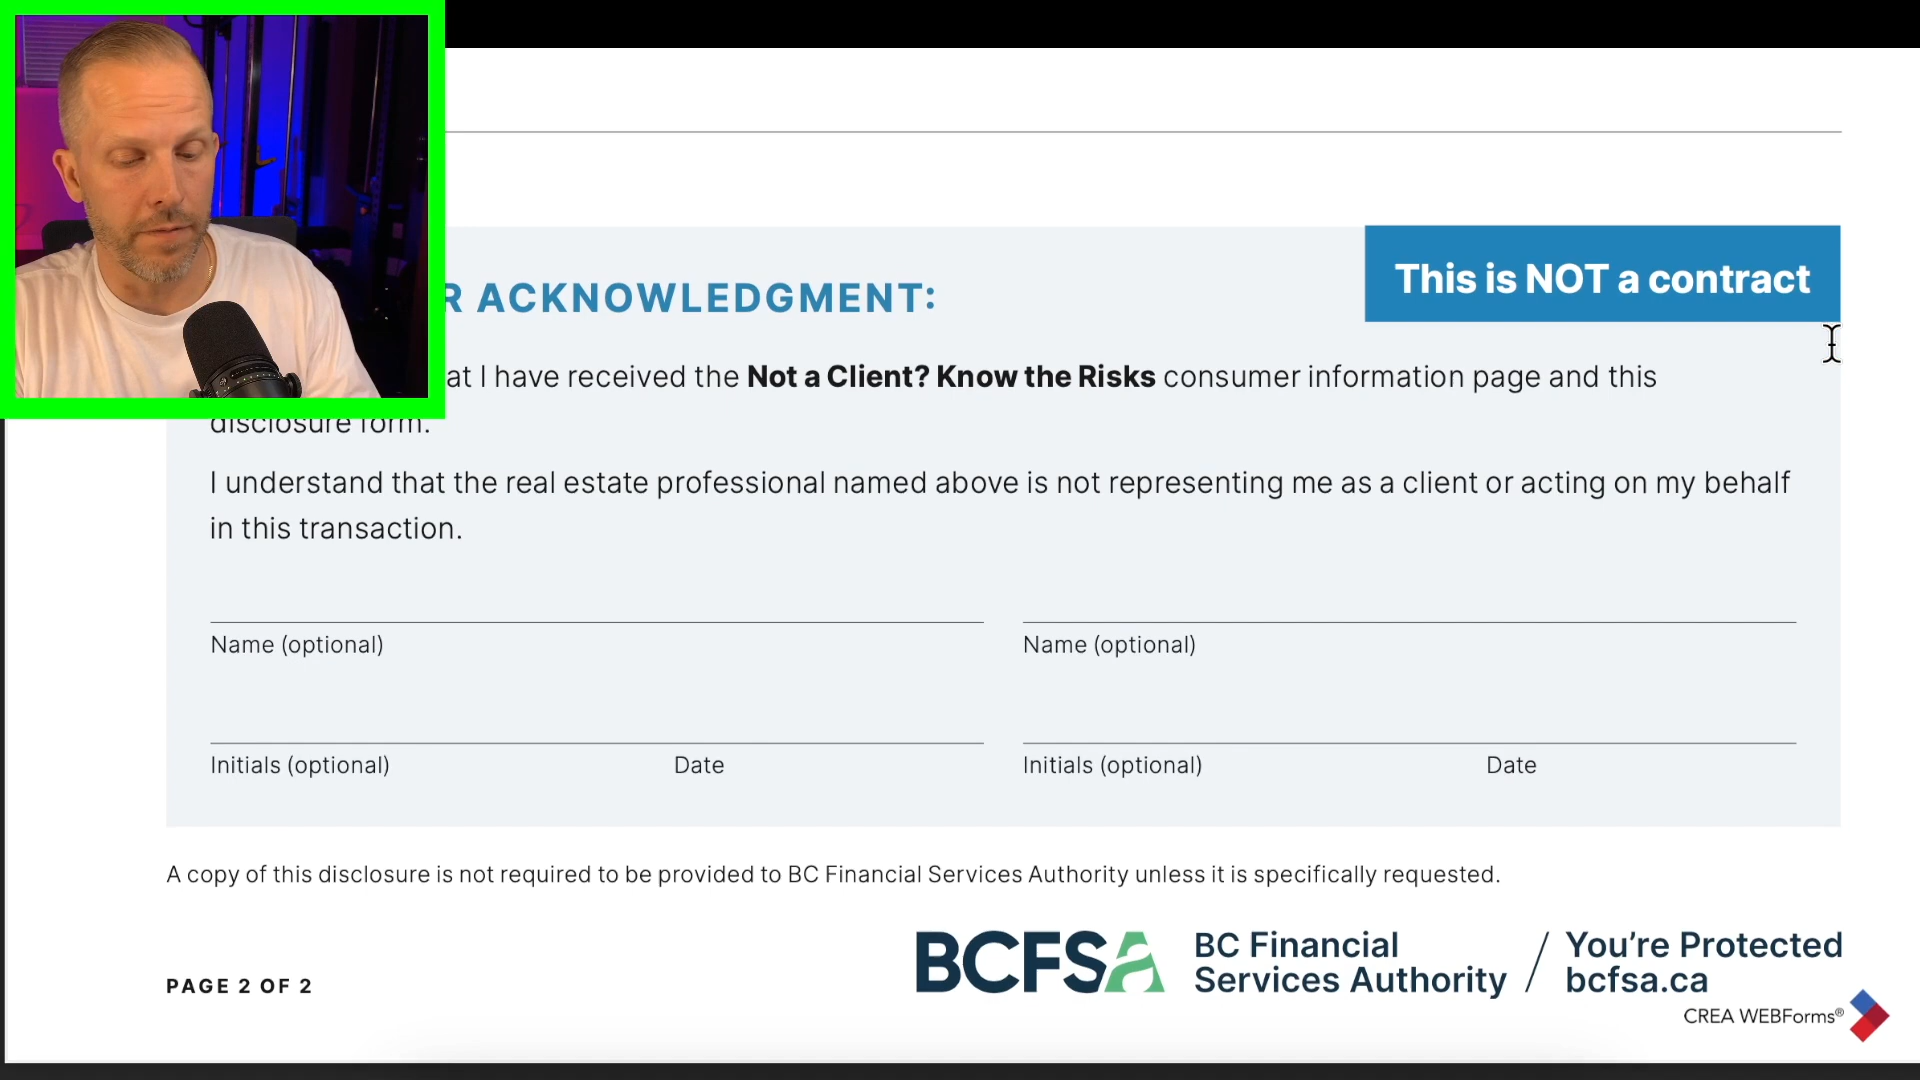 R ACKNOWLEDGMENT:
This is NOT a contract
at I have received the Not a Client? Know the Risks consumer information page and this
disclosure form.
I understand that the real estate professional named above is not representing me as a client or acting on my behalf
in this transaction.
Name (optional)
Name (optional)
Initials (optional) Date
Initials (optional) Date
A copy of this disclosure is not required to be provided to BC Financial Services Authority unless it is specifically requested.
PAGE 2 OF 2
BCFSA
BC Financial
Services Authority
You’re Protected
bcfsa.ca
CREA WEBForms®